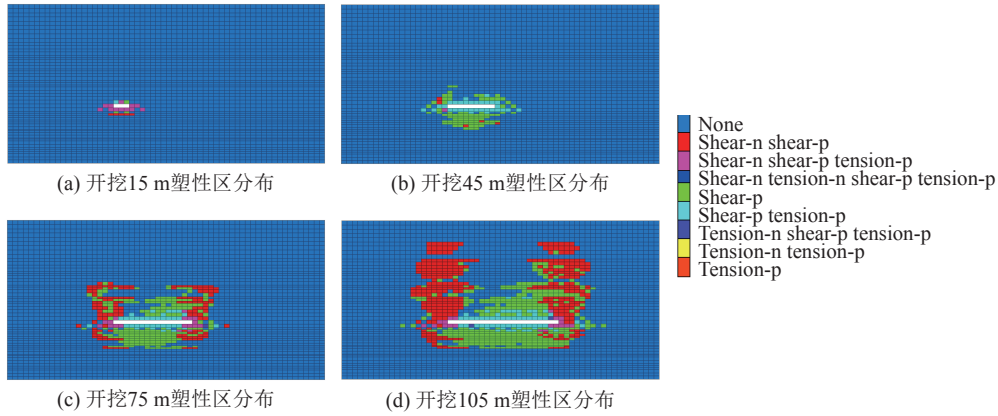 (a) 开挖15 m塑性区分布
(b) 开挖45 m塑性区分布
None
Shear-n shear-p
Shear-n shear-p tension-p
Shear-n tension-n shear-p tension-p
Shear-p
Shear-p tension-p
Tension-n shear-p tension-p
Tension-n tension-p
Tension-p
(c) 开挖75 m塑性区分布
(d) 开挖105 m塑性区分布